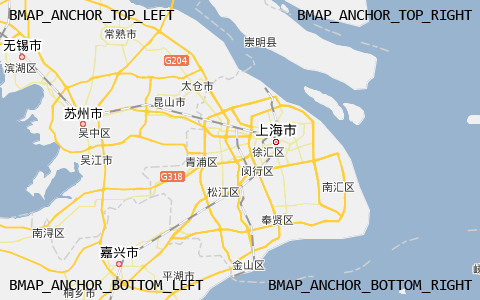 BMAP_ANCHOR_TOP_LEFT
BMAP_ANCHOR_TOP_RIGHT
常熟市
崇明县
无锡市
G204
滨湖区
太仓市
昆山市
苏州市
吴中区
上海市
徐汇区
吴江市
青浦区
闵行区
G318
松江区
南汇区
奉贤区
南浔区
嘉兴市
金山区
平湖市
BMAP_ANCHOR_BOTTOM_LEFT
BMAP_ANCHOR_BOTTOM_RIGHT
桐乡市